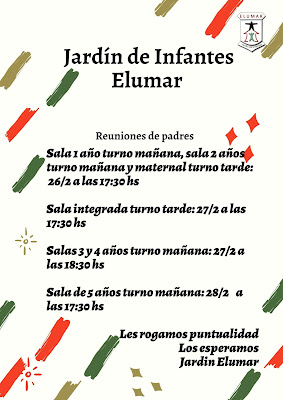 ELUMAR
Jardín de Infantes
Elumar
Reuniones de padres
Sala 1 año turno mañana, sala 2 años
turno mañana y maternal turno tarde:
26/2 a las 17:30 hs
Sala integrada turno tarde: 27/2 a las
17:30 hs
Salas 3 y 4 años turno mañana: 27/2 a
las 18:30 hs
Sala de 5 años turno mañana: 28/2 a
las 17:30 hs
Les rogamos puntualidad
Los esperamos
Jardin Elumar